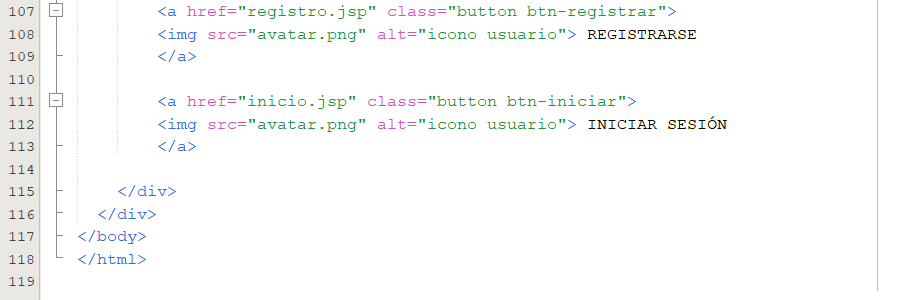 107 <a href="registro.jsp" class="button btn-registrar">
108 <img src="avatar.png" alt="icono usuario"> REGISTRARSE
109 </a>
110
111 <a href="inicio.jsp" class="button btn-iniciar">
112 <img src="avatar.png" alt="icono usuario"> INICIAR SESIÓN
113 </a>
114
115 </div>
116 </div>
117 </body>
118 </html>
119